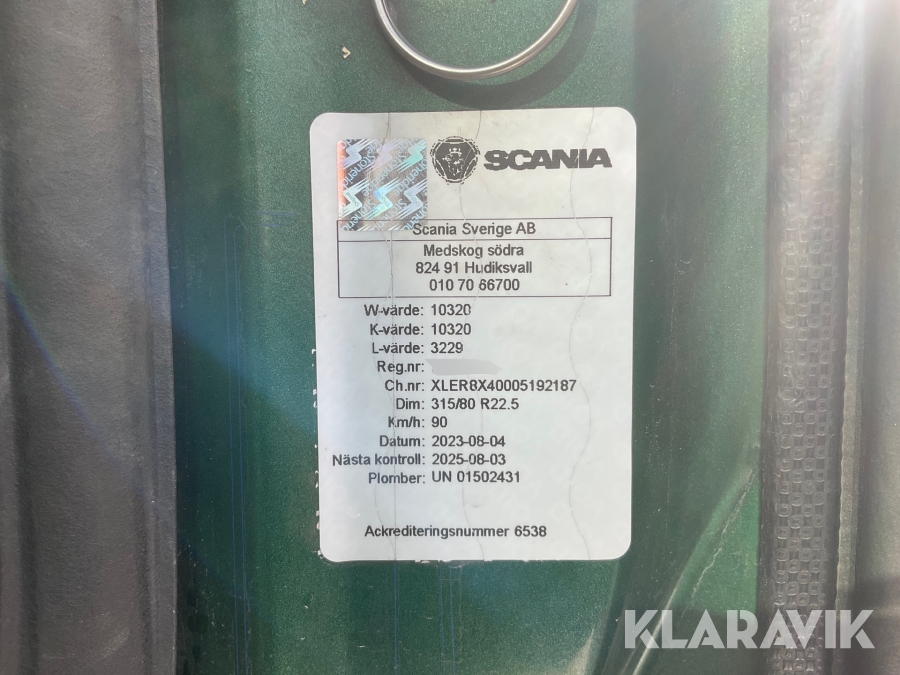 SCANIA
Stoneridge
Scania Sverige AB
Medskog södra
824 91 Hudiksvall
010 70 66700
W-värde: 10320
K-värde: 10320
L-värde: 3229
Reg.nr:
Ch.nr: XLER8X40005192187
Dim: 315/80 R22.5
Km/h: 90
Datum: 2023-08-04
Nästa kontroll: 2025-08-03
Plomber: UN 01502431
Ackrediteringsnummer 6538
KLARAVIK